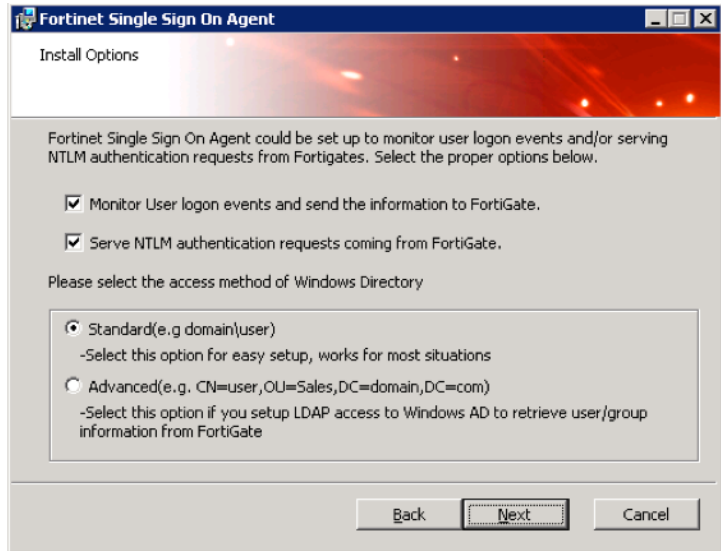 Fortinet Single Sign On Agent
Install Options
Fortinet Single Sign On Agent could be set up to monitor user logon events and/or serving
NTLM authentication requests from Fortigates. Select the proper options below.
Monitor User logon events and send the information to FortiGate.
Serve NTLM authentication requests coming from FortiGate.
Please select the access method of Windows Directory
Standard(e.g domain\user)
-Select this option for easy setup, works for most situations
Advanced(e.g. CN=user,OU=Sales,DC=domain,DC=com)
-Select this option if you setup LDAP access to Windows AD to retrieve user/group
information from FortiGate
Back Next Cancel